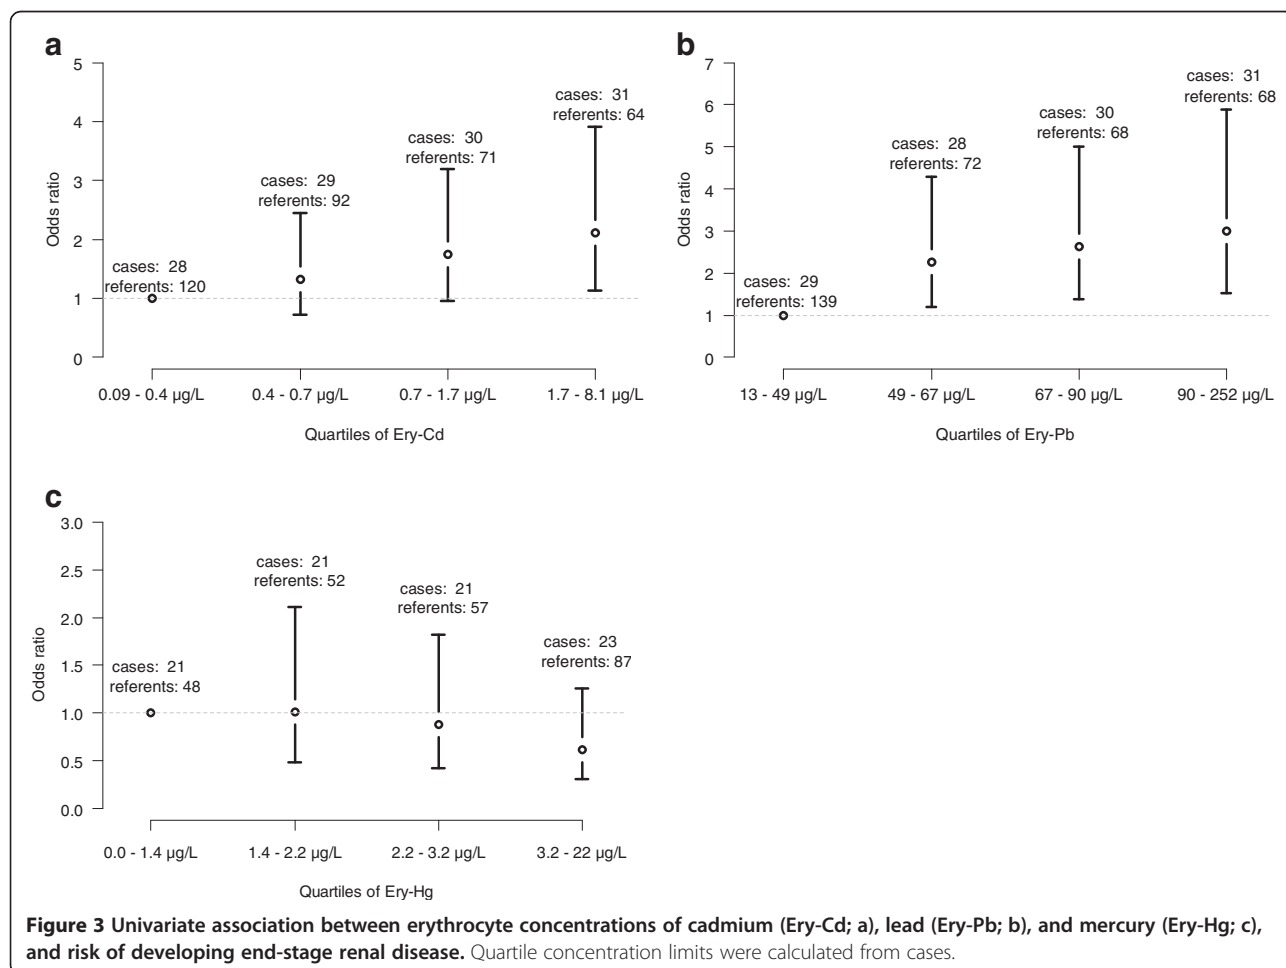 a
5
4
3
2
1
0
Odds ratio
cases: 28
referents: 120
cases: 29
referents: 92
cases: 30
referents: 71
cases: 31
referents: 64
0.09 - 0.4 µg/L
0.4 - 0.7 µg/L
0.7 - 1.7 µg/L
1.7 - 8.1 µg/L
Quartiles of Ery-Cd
b
7
6
5
4
3
2
1
0
Odds ratio
cases: 29
referents: 139
cases: 28
referents: 72
cases: 30
referents: 68
cases: 31
referents: 68
13 - 49 µg/L
49 - 67 µg/L
67 - 90 µg/L
90 - 252 µg/L
Quartiles of Ery-Pb
c
3.0
2.5
2.0
1.5
1.0
0.5
0.0
Odds ratio
cases: 21
referents: 48
cases: 21
referents: 52
cases: 21
referents: 57
cases: 23
referents: 87
0.0 - 1.4 µg/L
1.4 - 2.2 µg/L
2.2 - 3.2 µg/L
3.2 - 22 µg/L
Quartiles of Ery-Hg
Figure 3 Univariate association between erythrocyte concentrations of cadmium (Ery-Cd; a), lead (Ery-Pb; b), and mercury (Ery-Hg; c),
and risk of developing end-stage renal disease. Quartile concentration limits were calculated from cases.